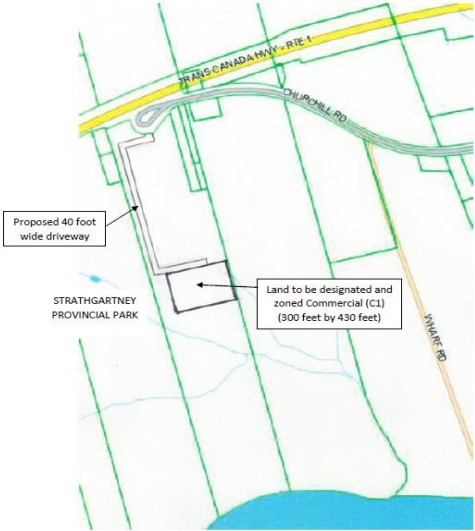 TRANS CANADA HWY - RTE 1
CHURCHILL RD
Proposed 40 foot
wide driveway
Land to be designated and
zoned Commercial (C1)
(300 feet by 430 feet)
STRATHGARTNEY
PROVINCIAL PARK
WHARF RD